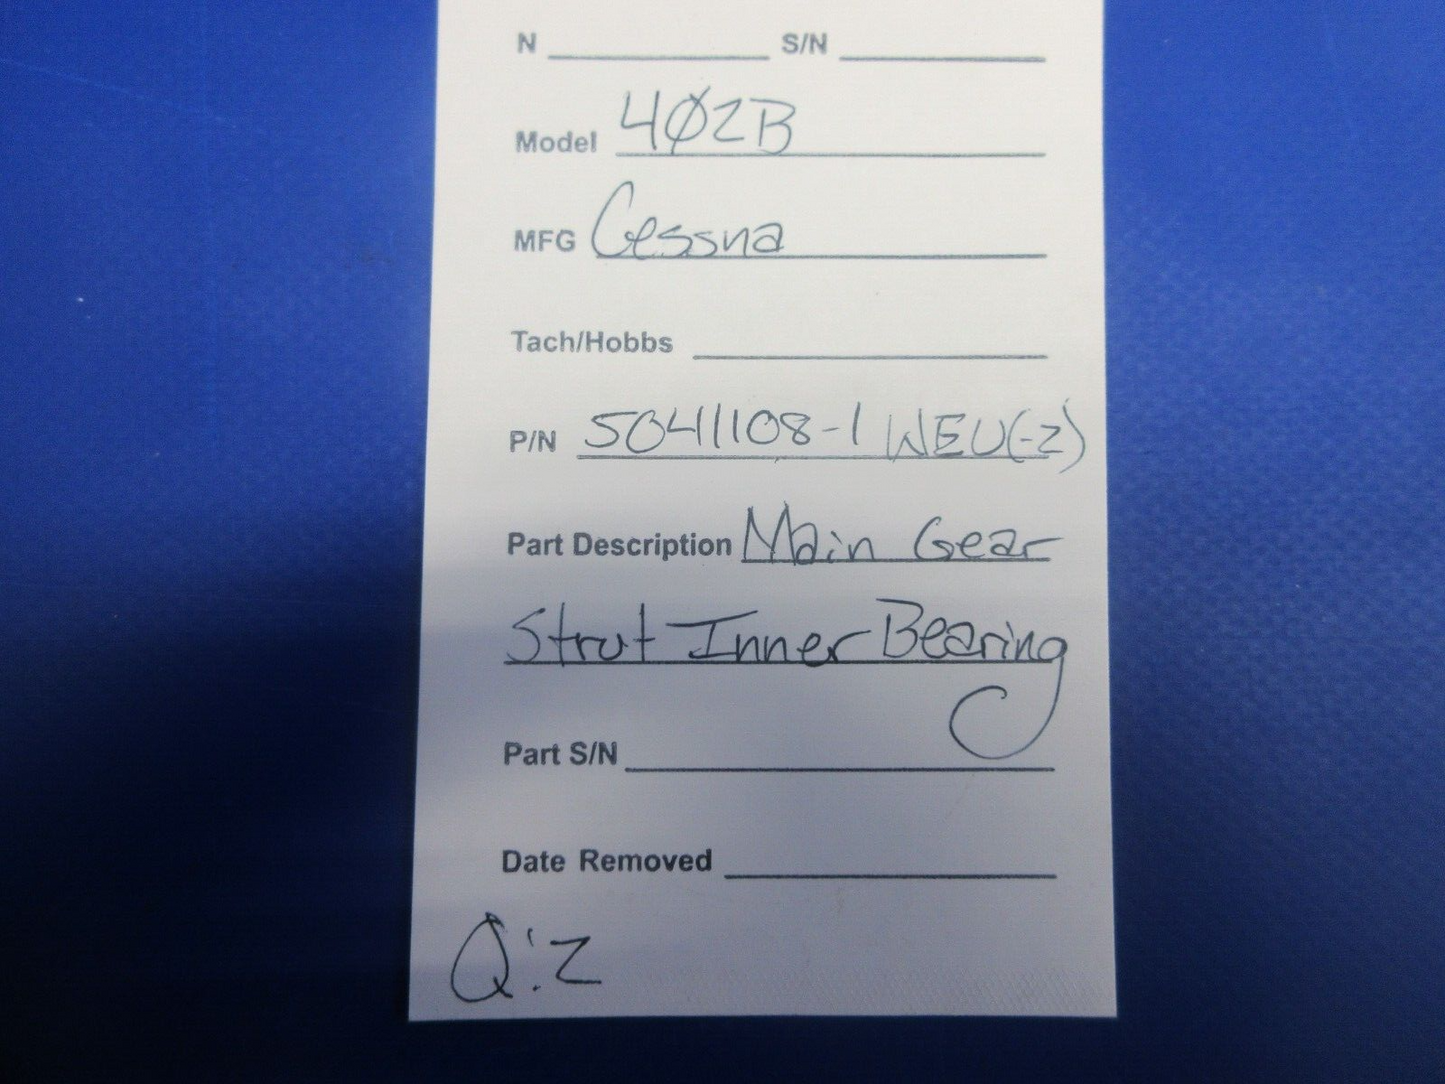 N S/N
Model 4Ø2B
MFG Cessna
Tach/Hobbs
P/N 5041108-1 WEU(-2)
Part Description Main Gear
Strut Inner Bearing
Part S/N
Date Removed
Q:2